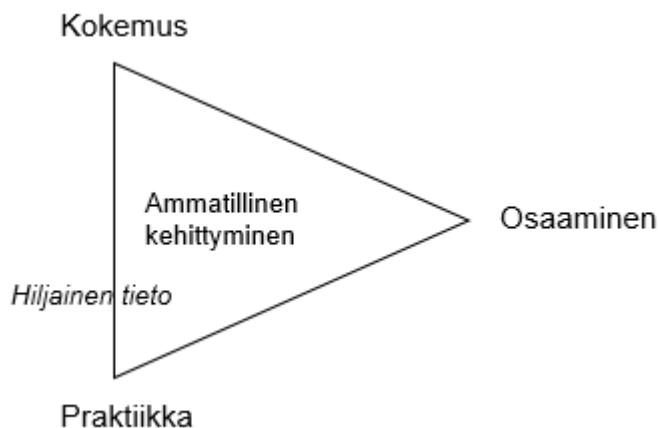 Kokemus
Ammatillinen
kehittyminen
Osaaminen
Hiljainen tieto
Praktiikka